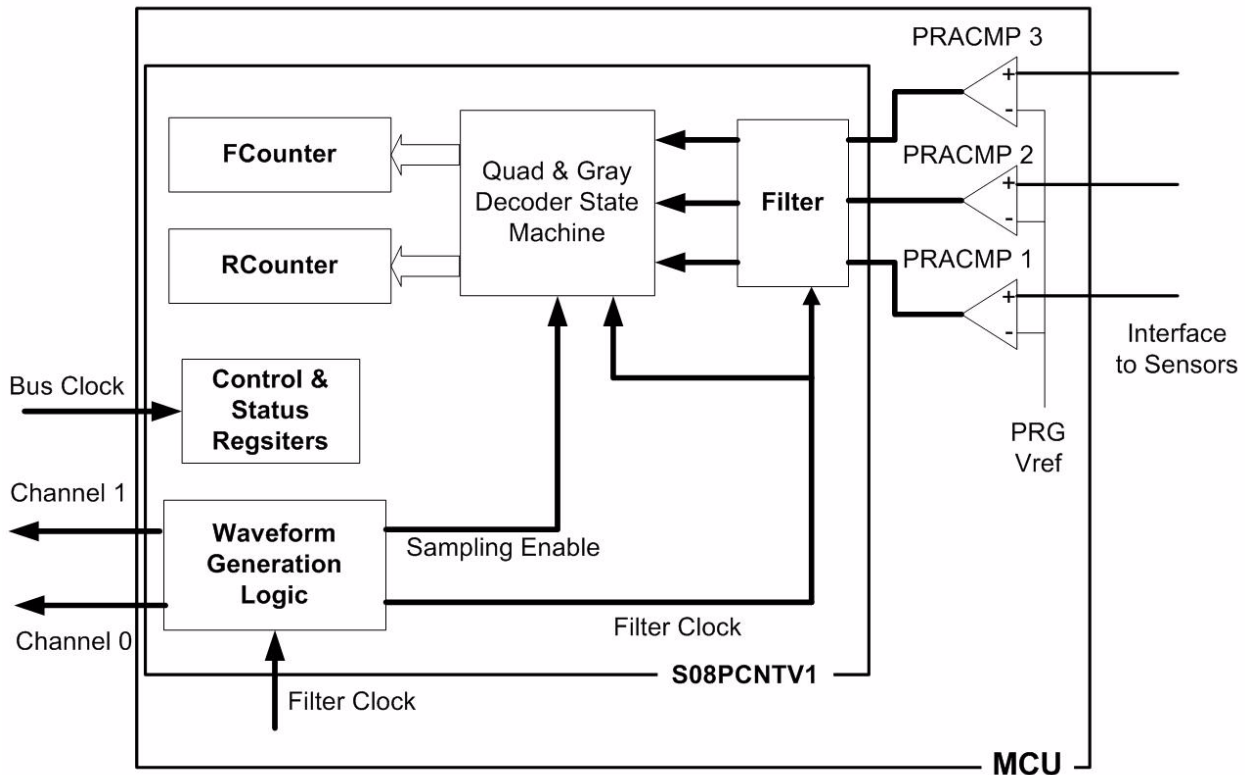 PRACMP 3
+
-
FCounter
Quad & Gray
Decoder State
Machine
Filter
PRACMP 2
+
-
RCounter
PRACMP 1
+
-
Interface
to Sensors
Bus Clock
Control &
Status
Regsiters
PRG
Vref
Channel 1
Waveform
Generation
Logic
Sampling Enable
Channel 0
Filter Clock
S08PCNTV1
Filter Clock
MCU